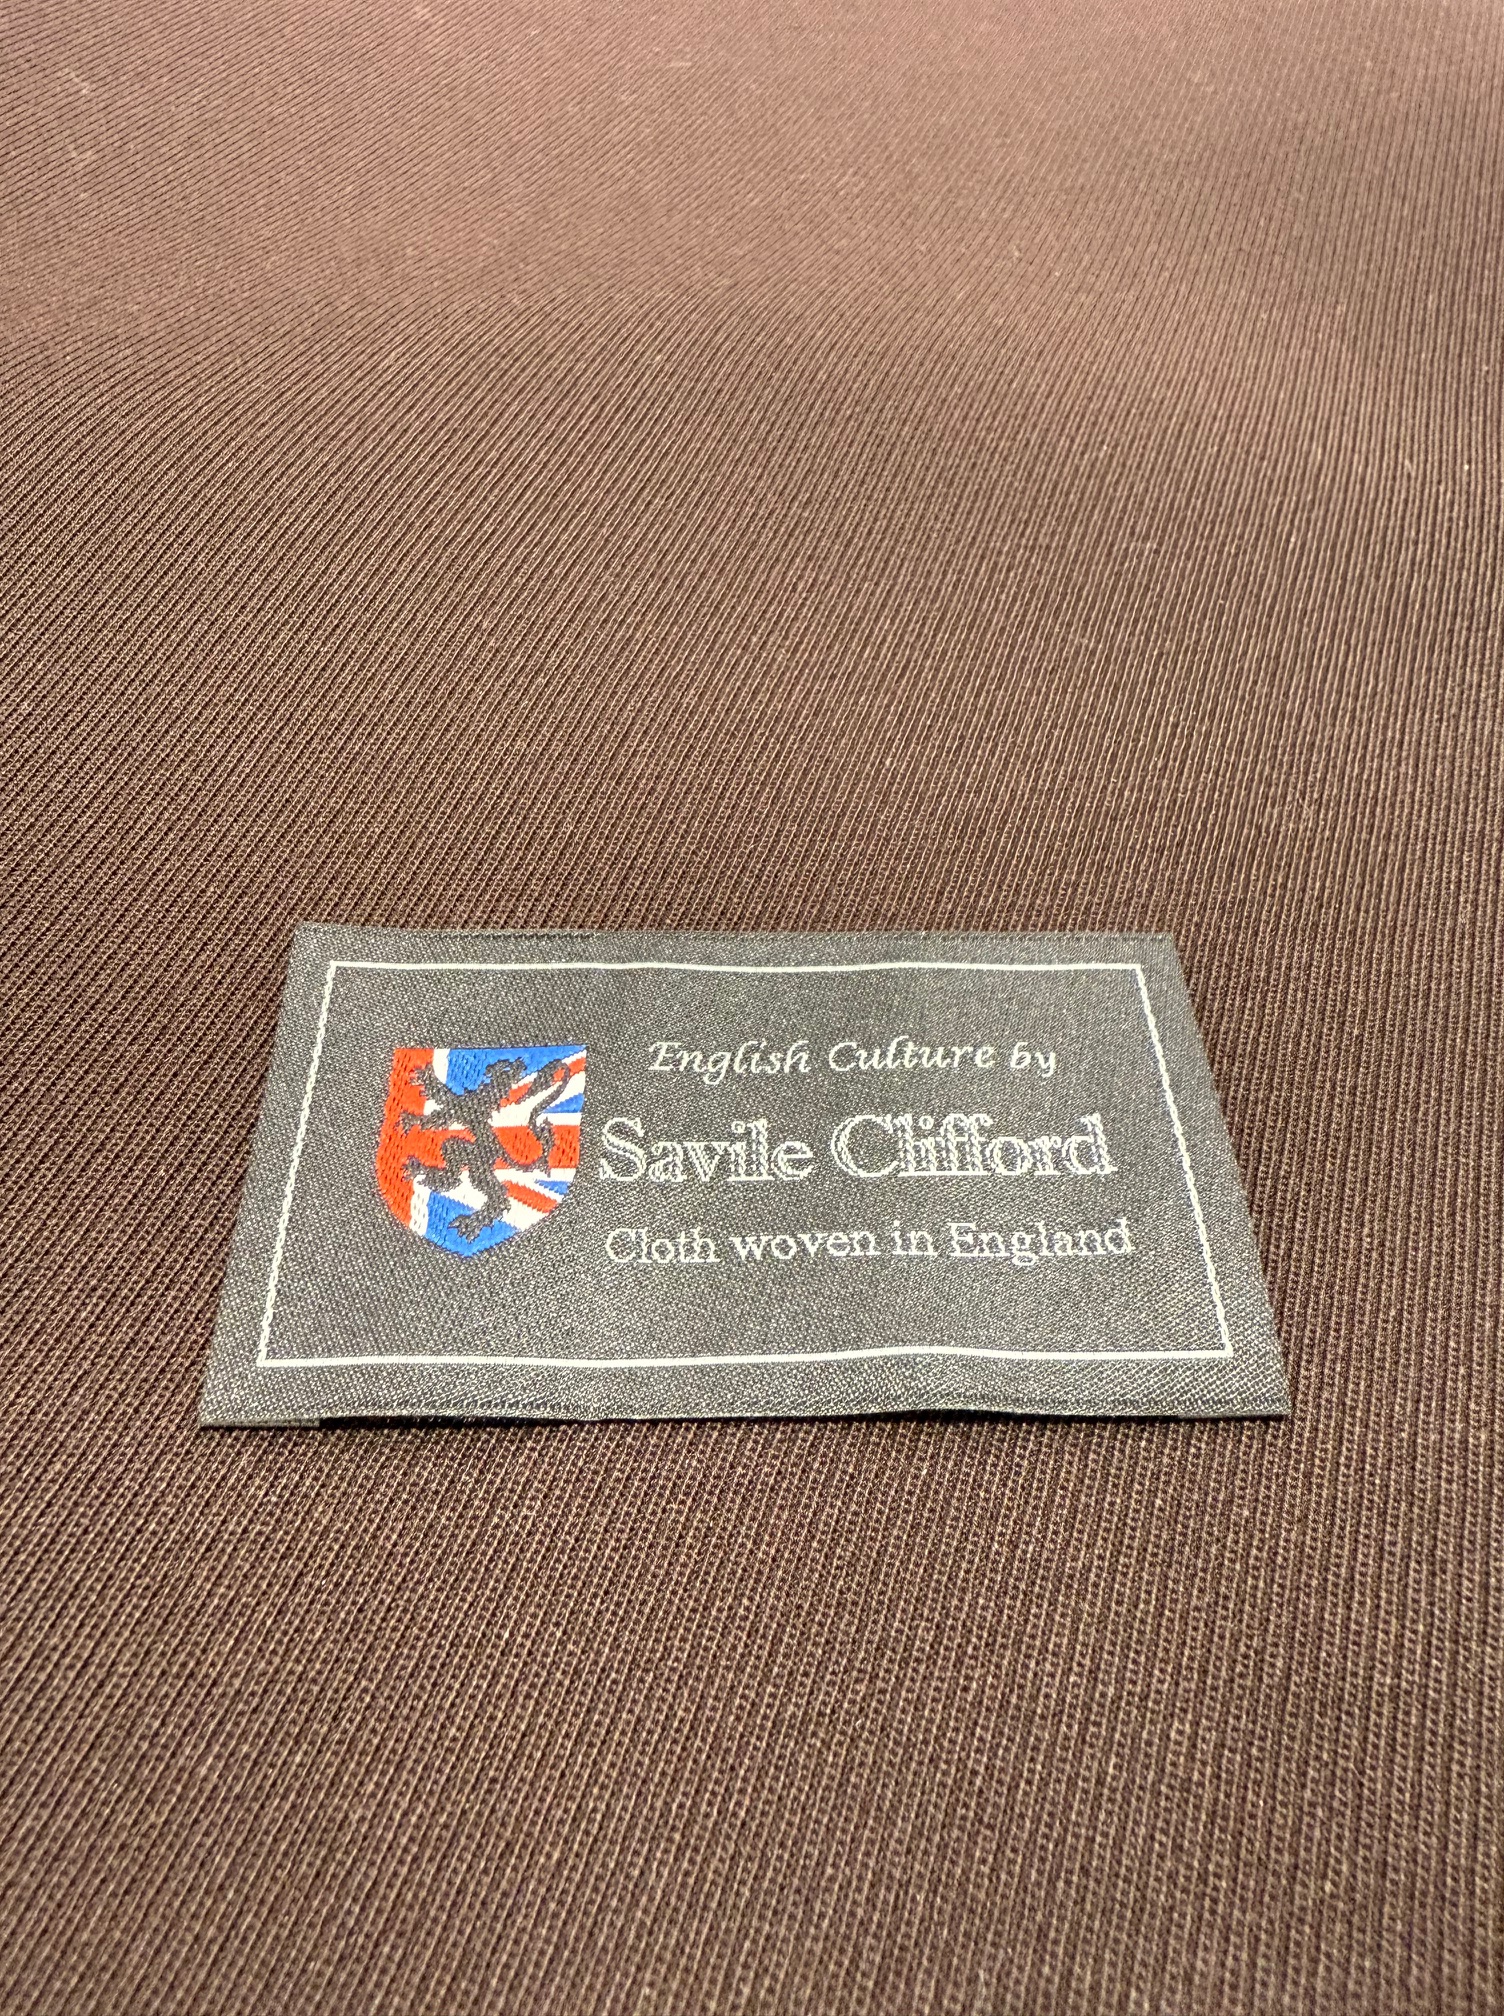 English Culture by
Savile Clifford
Cloth woven in England